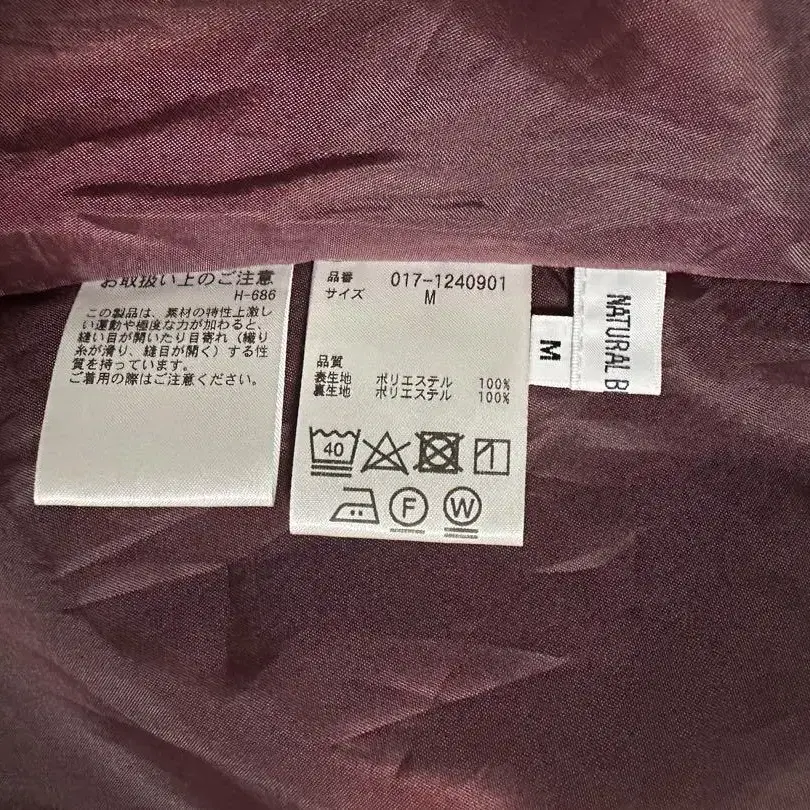 お取扱い上のご注意
H-686
この製品は、素材の特性上激し
い運動や極度な力が加わると、
縫い目が開いたり目寄れ（織り
糸が滑り、縫目が開く）する性
質を持っています。
ご着用の際はご注意ください。
品番 017-1240901
サイズ M
品質
表生地 ポリエステル 100%
裏生地 ポリエステル 100%
40
F
W
M
NATURAL B